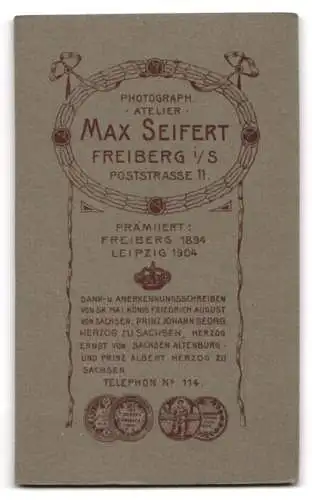 PHOTOGRAPH.
·ATELIER·
MAX SEIFERT
FREIBERG i/S
POSTSTRASSE 11.
PRÄMIIERT:
FREIBERG 1894
LEIPZIG 1904
DANK- U. ANERKENNUNGSSCHREIBEN
VON SR. MAJ. KÖNIG FRIEDRICH AUGUST
VON SACHSEN, PRINZ JOHANN GEORG
HERZOG ZU SACHSEN, HERZOG
ERNST VON SACHSEN ALTENBURG
UND PRINZ ALBERT HERZOG ZU
SACHSEN.
TELEPHON No 114.